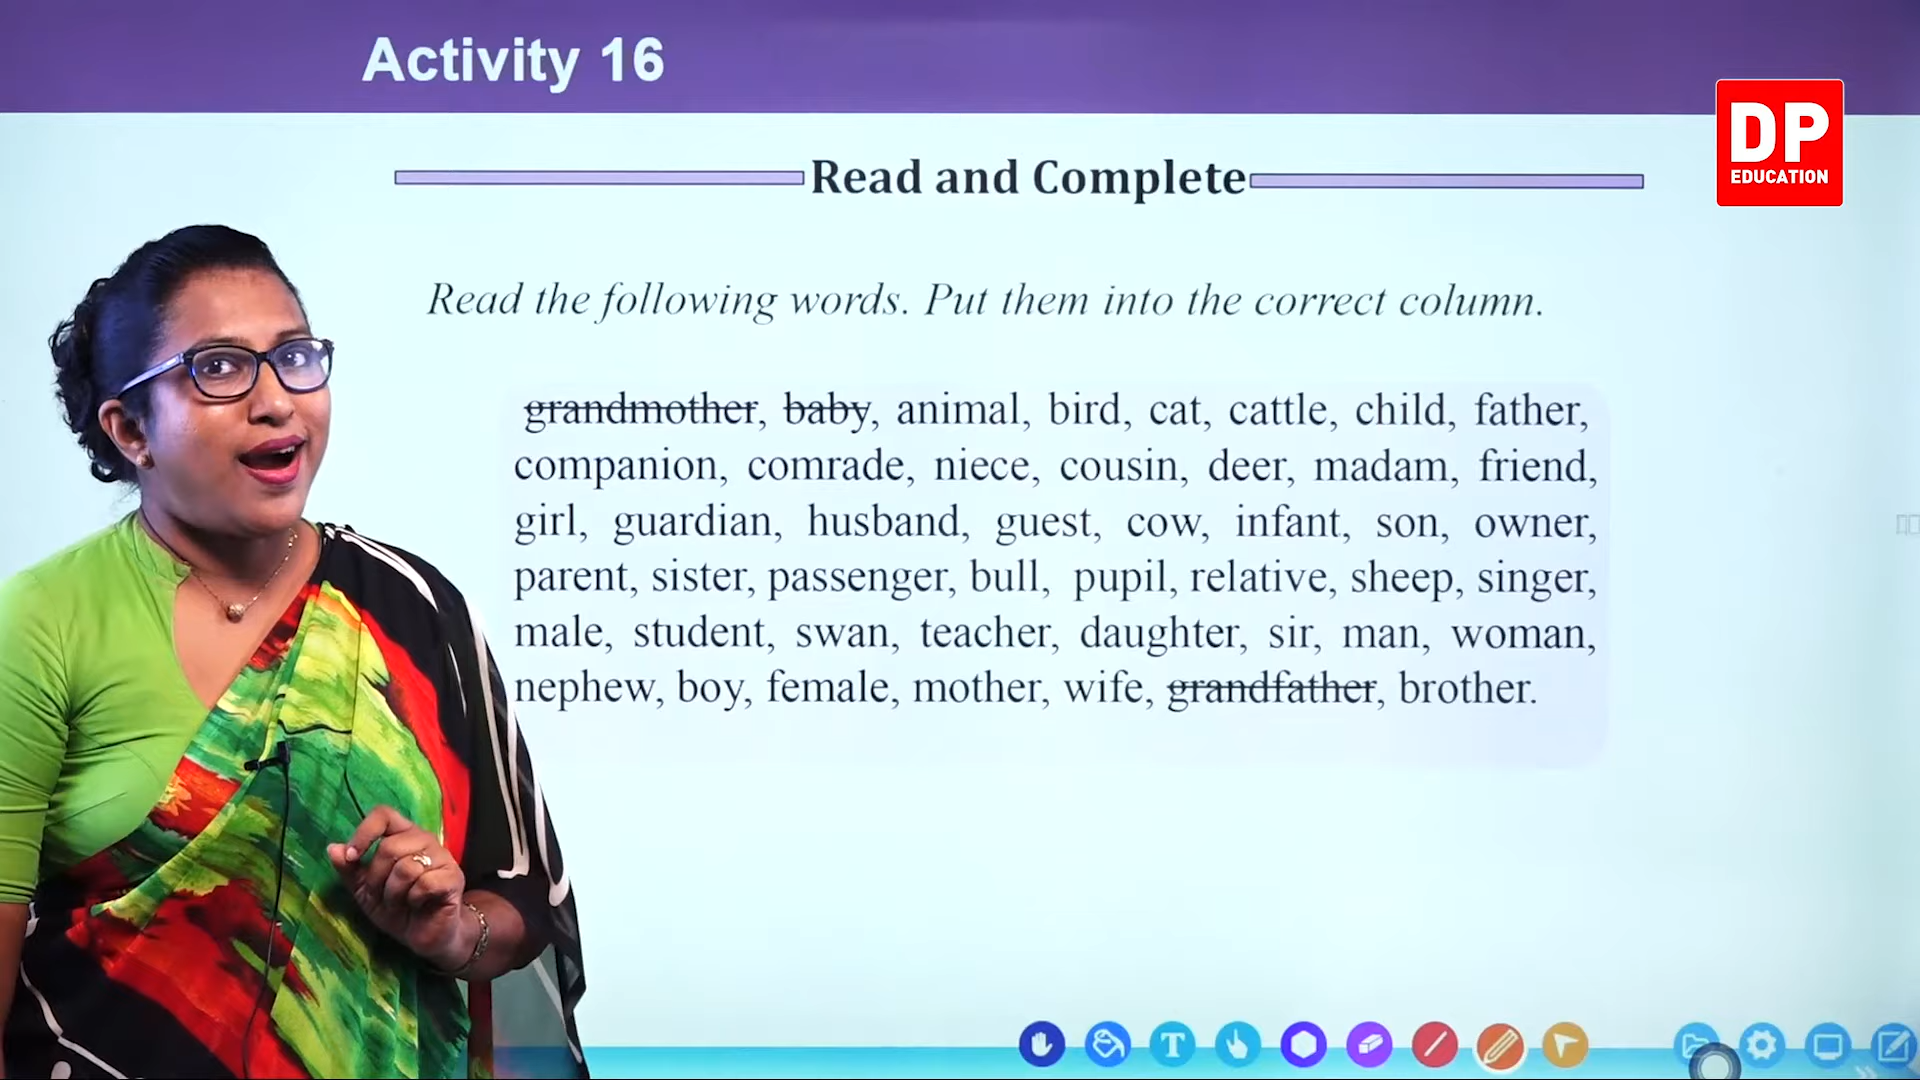 Activity 16
DP
EDUCATION
Read and Complete
Read the following words. Put them into the correct column.
grandmother, baby, animal, bird, cat, cattle, child, father,
companion, comrade, niece, cousin, deer, madam, friend,
girl, guardian, husband, guest, cow, infant, son, owner,
parent, sister, passenger, bull, pupil, relative, sheep, singer,
male, student, swan, teacher, daughter, sir, man, woman,
nephew, boy, female, mother, wife, grandfather, brother.
T